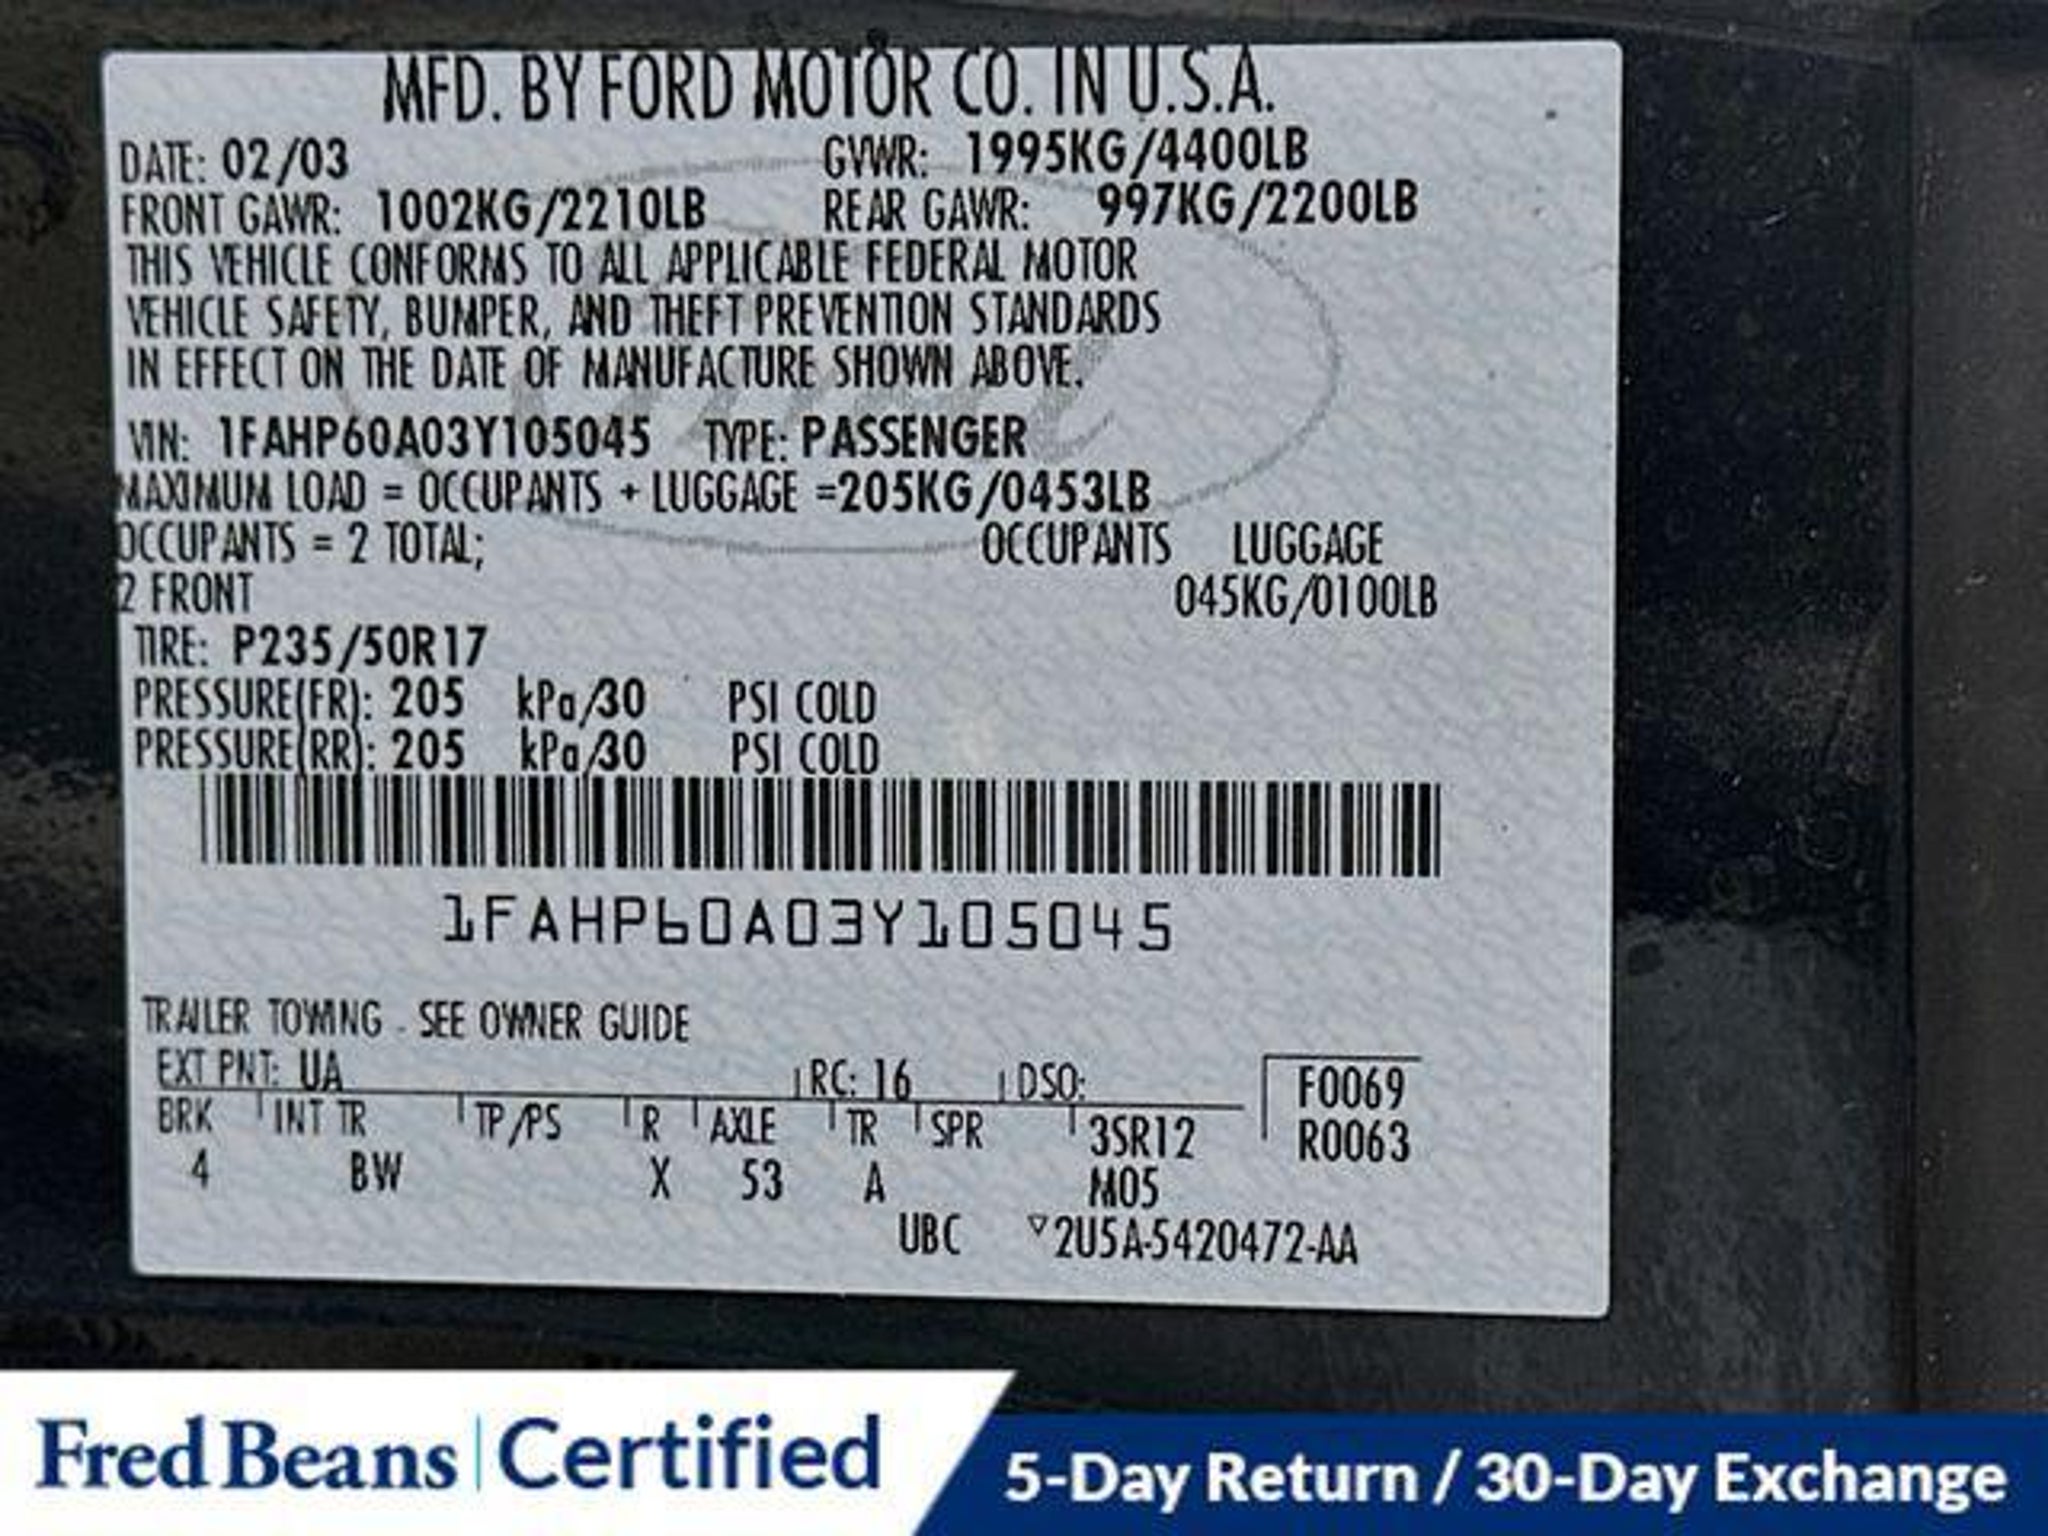 MFD. BY FORD MOTOR CO. IN U.S.A.
DATE: 02/03 GVWR: 1995KG/4400LB
FRONT GAWR: 1002KG/2210LB REAR GAWR: 997KG/2200LB
THIS VEHICLE CONFORMS TO ALL APPLICABLE FEDERAL MOTOR
VEHICLE SAFETY, BUMPER, AND THEFT PREVENTION STANDARDS
IN EFFECT ON THE DATE OF MANUFACTURE SHOWN ABOVE.
VIN: 1FAHP60A03Y105045 TYPE: PASSENGER
MAXIMUM LOAD = OCCUPANTS + LUGGAGE =205KG/0453LB
OCCUPANTS = 2 TOTAL; OCCUPANTS LUGGAGE
2 FRONT 045KG/0100LB
TIRE: P235/50R17
PRESSURE(FR): 205 kPa/30 PSI COLD
PRESSURE(RR): 205 kPa/30 PSI COLD
1FAHP60A03Y105045
TRAILER TOWING - SEE OWNER GUIDE
EXT PNT: UA RC: 16 DSO: F0069
BRK INT TR TP/PS R AXLE TR SPR 3SR12 R0063
4 BW X 53 A M05
UBC ▽2U5A-5420472-AA
Fred Beans | Certified
5-Day Return / 30-Day Exchange